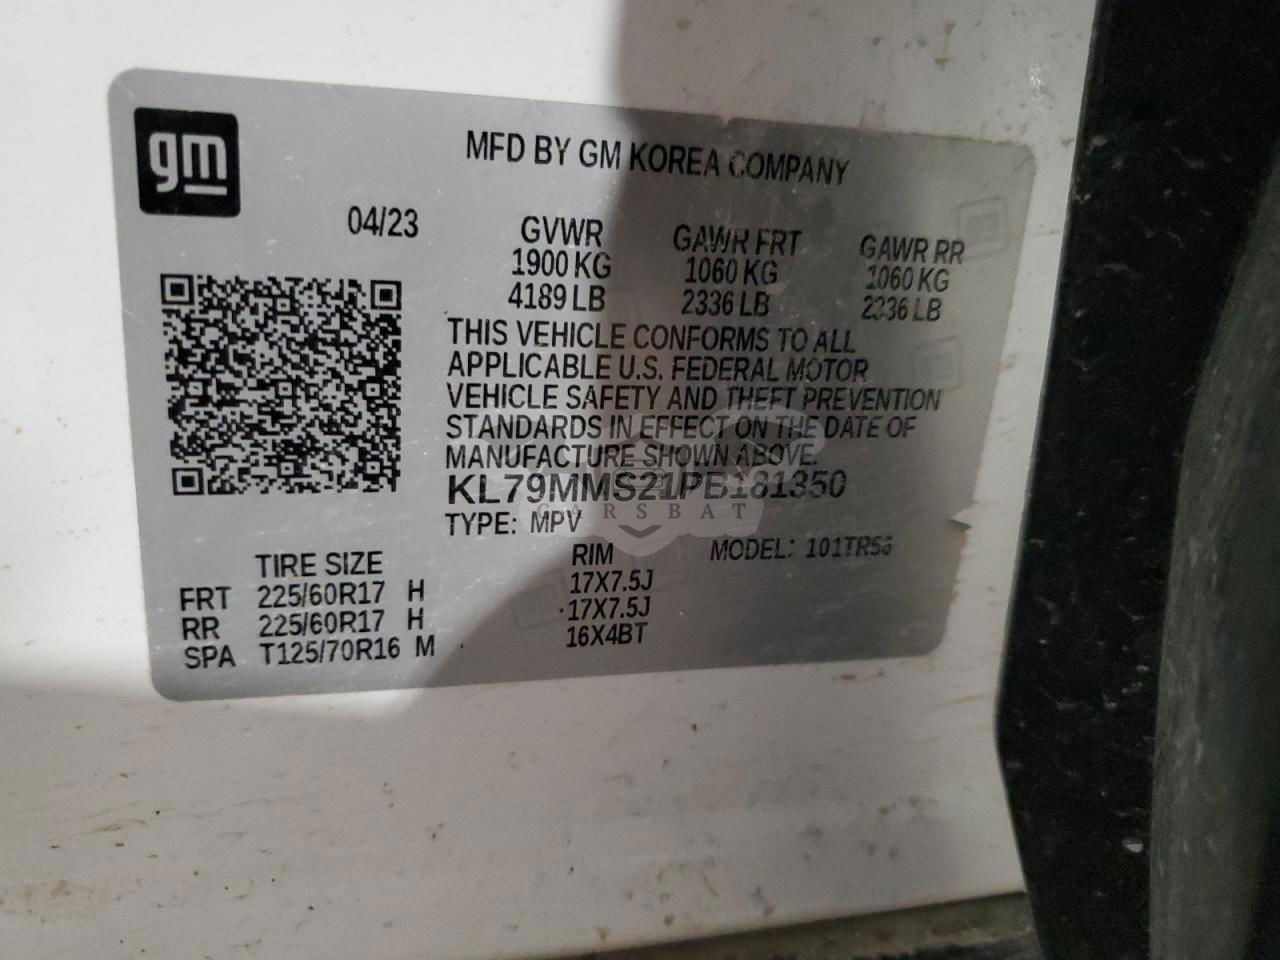 gm
MFD BY GM KOREA COMPANY
04/23 GVWR GAWR FRT GAWR RR
1900 KG 1060 KG 1060 KG
4189 LB 2336 LB 2336 LB
THIS VEHICLE CONFORMS TO ALL
APPLICABLE U.S. FEDERAL MOTOR
VEHICLE SAFETY AND THEFT PREVENTION
STANDARDS IN EFFECT ON THE DATE OF
MANUFACTURE SHOWN ABOVE.
KL79MMS21PB181350
CARSBAT
TYPE: MPV
TIRE SIZE RIM MODEL: 101TR56
FRT 225/60R17 H 17X7.5J
RR 225/60R17 H 17X7.5J
SPA T125/70R16 M 16X4BT